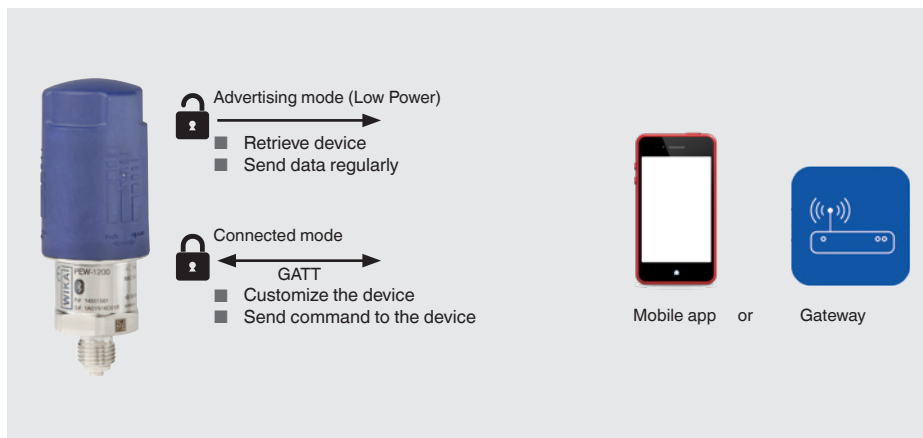 Advertising mode (Low Power)
Retrieve device
Send data regularly
Connected mode
GATT
Customize the device
Send command to the device
WIKAI
PEW-1200
Mobile app or Gateway